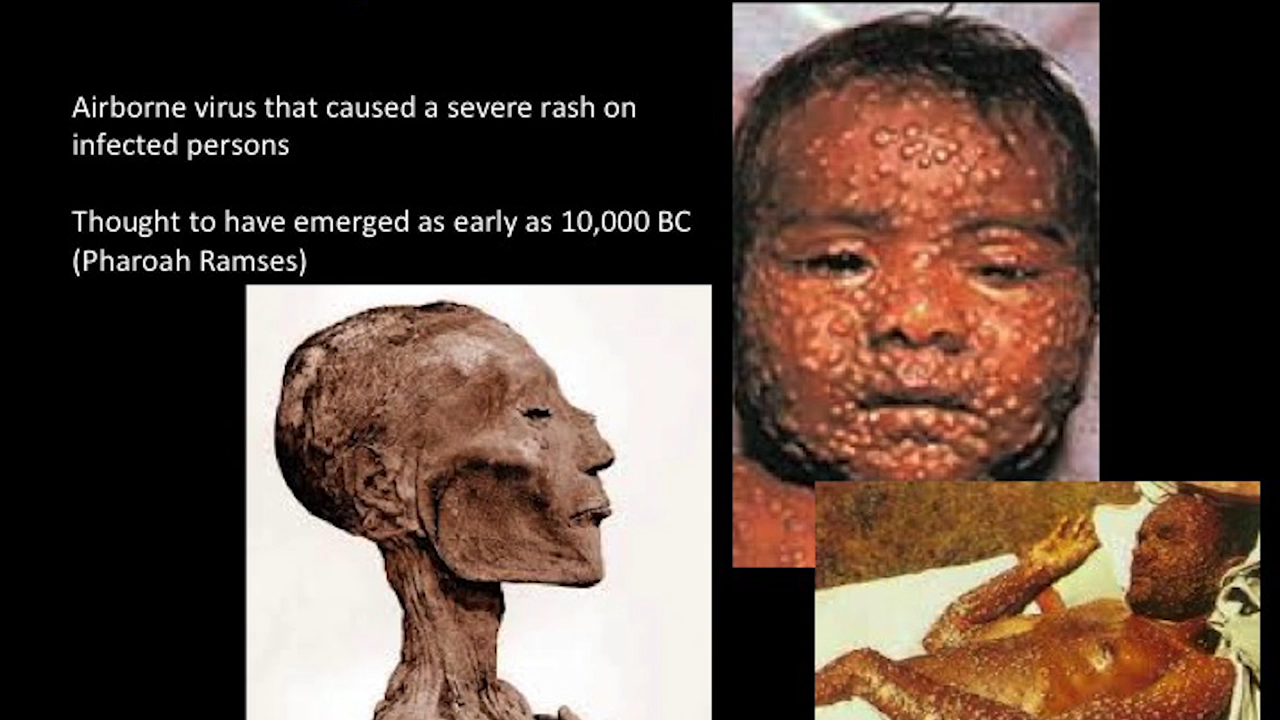 Airborne virus that caused a severe rash on
infected persons
Thought to have emerged as early as 10,000 BC
(Pharoah Ramses)